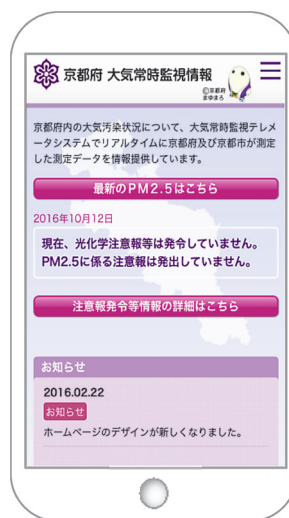 京都府 大気常時監視情報
©京都府
まゆまろ
京都府内の大気汚染状況について、大気常時監視テレメ
ータシステムでリアルタイムに京都府及び京都市が測定
した測定データを情報提供しています。
最新のPM2.5はこちら
2016年10月12日
現在、光化学注意報等は発令していません。
PM2.5に係る注意報は発出していません。
注意報発令等情報の詳細はこちら
お知らせ
2016.02.22
お知らせ
ホームページのデザインが新しくなりました。